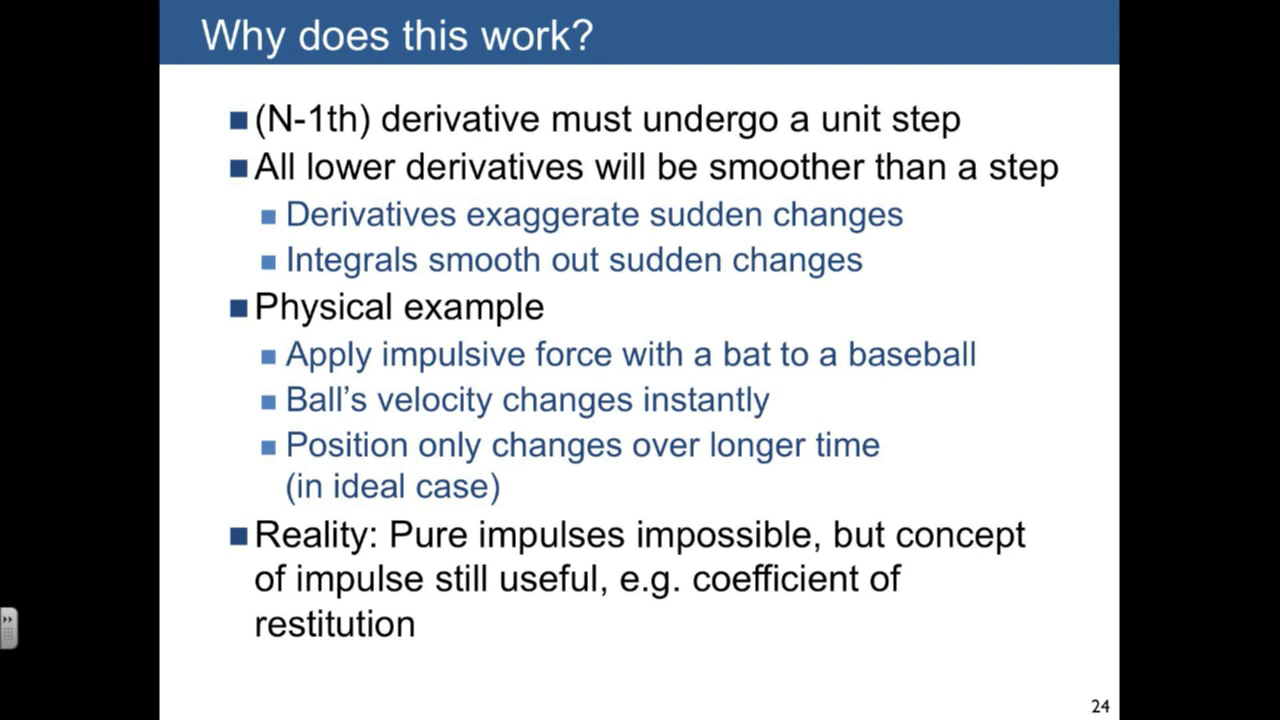 Why does this work?
(N-1th) derivative must undergo a unit step
All lower derivatives will be smoother than a step
Derivatives exaggerate sudden changes
Integrals smooth out sudden changes
Physical example
Apply impulsive force with a bat to a baseball
Ball’s velocity changes instantly
Position only changes over longer time
(in ideal case)
Reality: Pure impulses impossible, but concept
of impulse still useful, e.g. coefficient of
restitution
24